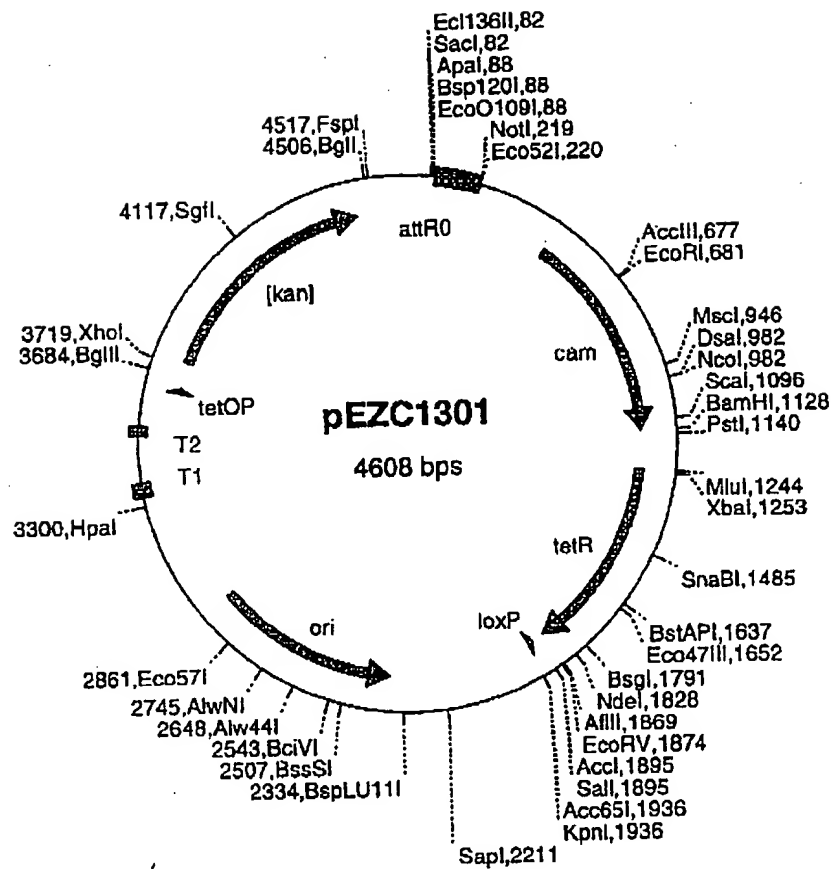 Ecl136II,82
SacI,82
ApaI,88
Bsp120I,88
EcoO109I,88
NotI,219
Eco52I,220
4517,FspI
4506,BglI
4117,SgfI
attR0
[kan]
AccIII,677
EcoRI,681
cam
MscI,946
DsaI,982
NcoI,982
ScaI,1096
BamHI,1128
PstI,1140
3719,XhoI
3684,BglII
tetOP
T2
T1
pEZC1301
4608 bps
3300,HpaI
MluI,1244
XbaI,1253
tetR
SnaBI,1485
loxP
ori
BstAPI,1637
Eco47III,1652
BsgI,1791
NdeI,1828
AflII,1869
EcoRV,1874
AccI,1895
SalI,1895
Acc65I,1936
KpnI,1936
2861,Eco57I
2745,AlwNI
2648,Alw44I
2543,BciVI
2507,BssSI
2334,BspLU11I
SapI,2211